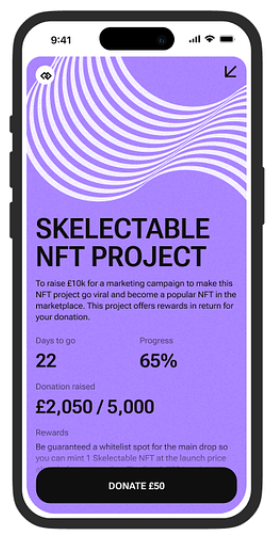 9:41
SKELECTABLE
NFT PROJECT
To raise £10k for a marketing campaign to make this
NFT project go viral and become a popular NFT in the
marketplace. This project offers rewards in return for
your donation.
Days to go
Progress
22
65%
Donation raised
£2,050 / 5,000
Rewards
Be guaranteed a whitelist spot for the main drop so
you can mint 1 Skelectable NFT at the launch price
DONATE £50